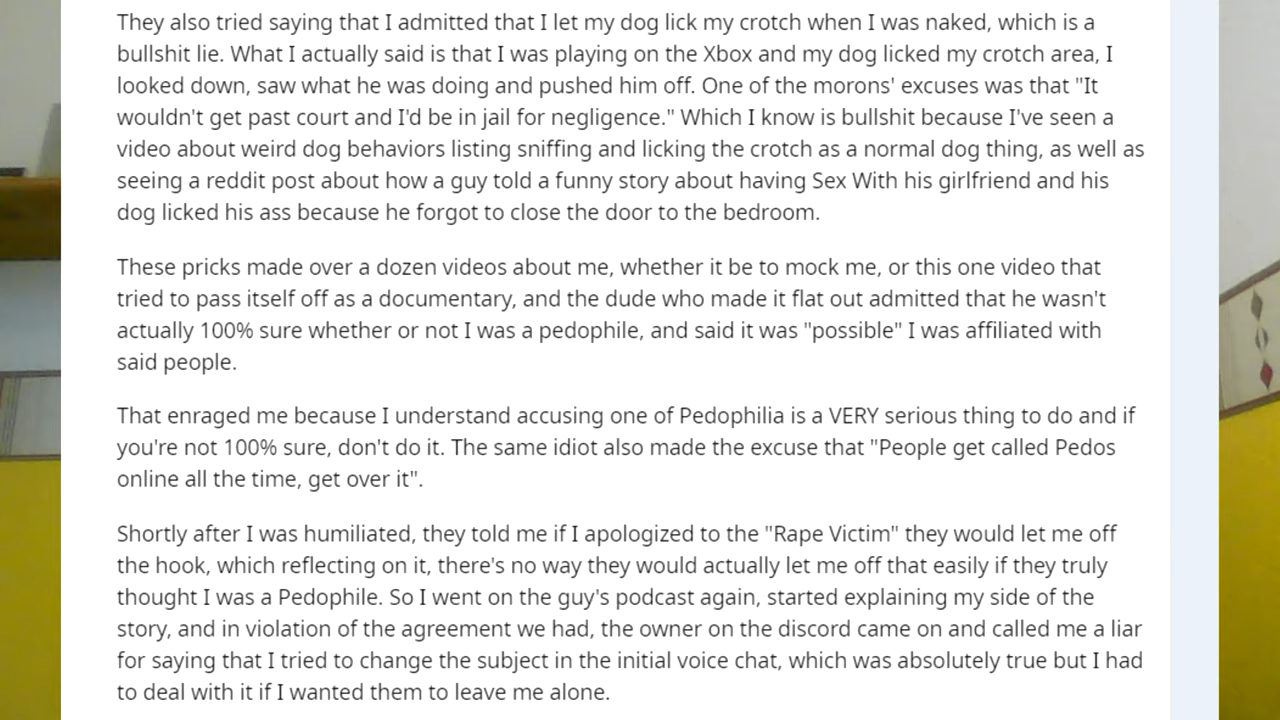 They also tried saying that I admitted that I let my dog lick my crotch when I was naked, which is a
bullshit lie. What I actually said is that I was playing on the Xbox and my dog licked my crotch area, I
looked down, saw what he was doing and pushed him off. One of the morons' excuses was that "It
wouldn't get past court and I'd be in jail for negligence." Which I know is bullshit because I've seen a
video about weird dog behaviors listing sniffing and licking the crotch as a normal dog thing, as well as
seeing a reddit post about how a guy told a funny story about having Sex With his girlfriend and his
dog licked his ass because he forgot to close the door to the bedroom.
These pricks made over a dozen videos about me, whether it be to mock me, or this one video that
tried to pass itself off as a documentary, and the dude who made it flat out admitted that he wasn't
actually 100% sure whether or not I was a pedophile, and said it was "possible" I was affiliated with
said people.
That enraged me because I understand accusing one of Pedophilia is a VERY serious thing to do and if
you're not 100% sure, don't do it. The same idiot also made the excuse that "People get called Pedos
online all the time, get over it".
Shortly after I was humiliated, they told me if I apologized to the "Rape Victim" they would let me off
the hook, which reflecting on it, there's no way they would actually let me off that easily if they truly
thought I was a Pedophile. So I went on the guy's podcast again, started explaining my side of the
story, and in violation of the agreement we had, the owner on the discord came on and called me a liar
for saying that I tried to change the subject in the initial voice chat, which was absolutely true but I had
to deal with it if I wanted them to leave me alone.